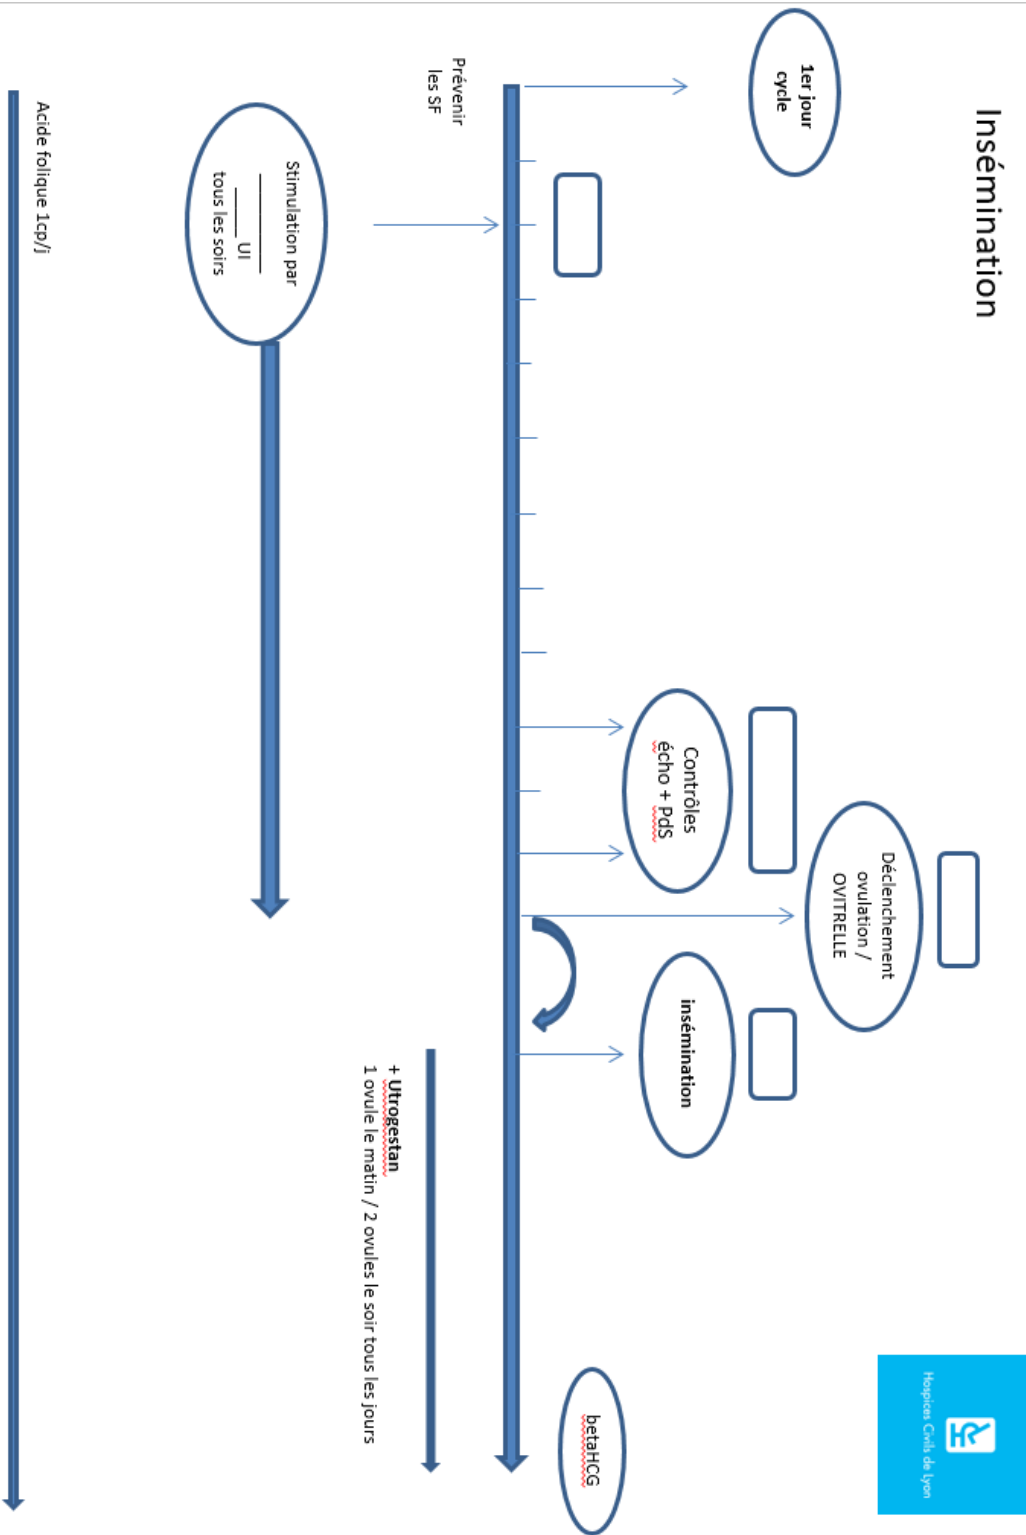 Insémination
Hospices Civils de Lyon
1er jour
cycle
Déclenchement
ovulation /
OVITRELLE
Contrôles
écho + PdS
insémination
betaHCG
Prévenir
les SF
+ Utrogestan
1 ovule le matin / 2 ovules le soir tous les jours
Stimulation par
___________
_____ UI
tous les soirs
Acide folique 1cp/j